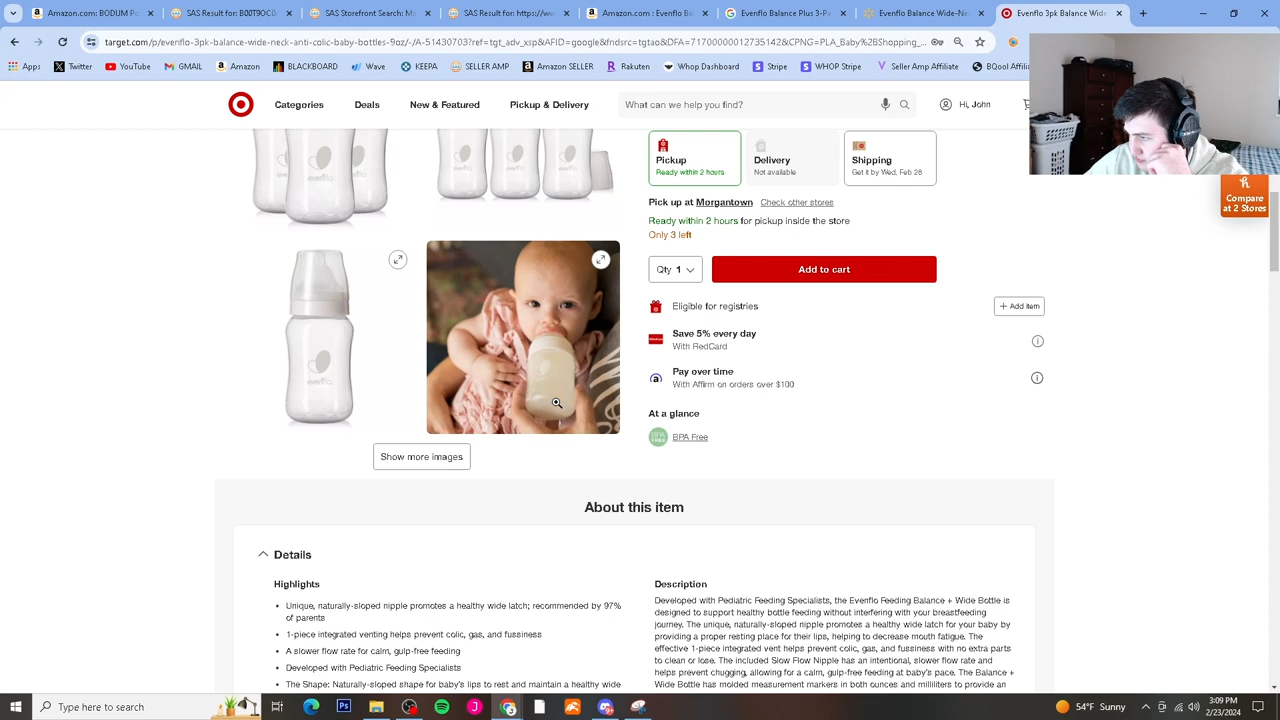 Amazon.com: BODUM P
SAS Result for B00T9OC0
SAS Storefront Search
Seller Homes: https://ww
SAS Results for
Amazon.com: B
Evenflo Balance Plus 3-P
Evenflo 3pk Balance Wid
Amazon.com: Evenflo Ba
target.com/p/evenflo-3pk-balance-wide-neck-anti-colic-baby-bottles-9oz/-/A-51430703?ref=tgt_adv_xsp&AFID=google&fndsrc=tgtao&DFA=71700000012735142&CPNG=PLA_Baby%2BShopping_...
Apps
Twitter
YouTube
GMAIL
Amazon
BLACKBOARD
Wave
KEEPA
SELLER AMP
Amazon SELLER
Rakuten
Whop Dashboard
Stripe
WHOP Stripe
Seller Amp Affiliate
BQool Affilia
Categories
Deals
New & Featured
Pickup & Delivery
What can we help you find?
Hi, John
evenflo
Pickup
Ready within 2 hours
Delivery
Not available
Shipping
Get it by Wed, Feb 28
Compare
at 2 Stores
Pick up at Morgantown Check other stores
Ready within 2 hours for pickup inside the store
Only 3 left
Qty 1
Add to cart
Eligible for registries
Add item
Save 5% every day
With RedCard
Pay over time
With Affirm on orders over $100
At a glance
BPA FREE
BPA Free
evenflo
Show more images
About this item
Details
Highlights
• Unique, naturally-sloped nipple promotes a healthy wide latch; recommended by 97%
of parents
• 1-piece integrated venting helps prevent colic, gas, and fussiness
• A slower flow rate for calm, gulp-free feeding
• Developed with Pediatric Feeding Specialists
• The Shape: Naturally-sloped shape for baby's lips to rest and maintain a healthy wide
Description
Developed with Pediatric Feeding Specialists, the Evenflo Feeding Balance + Wide Bottle is
designed to support healthy bottle feeding without interfering with your breastfeeding
journey. The unique, naturally-sloped nipple promotes a healthy wide latch for your baby by
providing a proper resting place for their lips, helping to decrease mouth fatigue. The
effective 1-piece integrated vent helps prevent colic, gas, and fussiness with no extra parts
to clean or lose. The included Slow Flow Nipple has an intentional, slower flow rate and
helps prevent chugging, allowing for a calm, gulp-free feeding at baby's pace. The Balance +
Wide Bottle has molded measurement markers in both ounces and milliliters to provide an
Type here to search
54°F Sunny
3:09 PM
2/23/2024